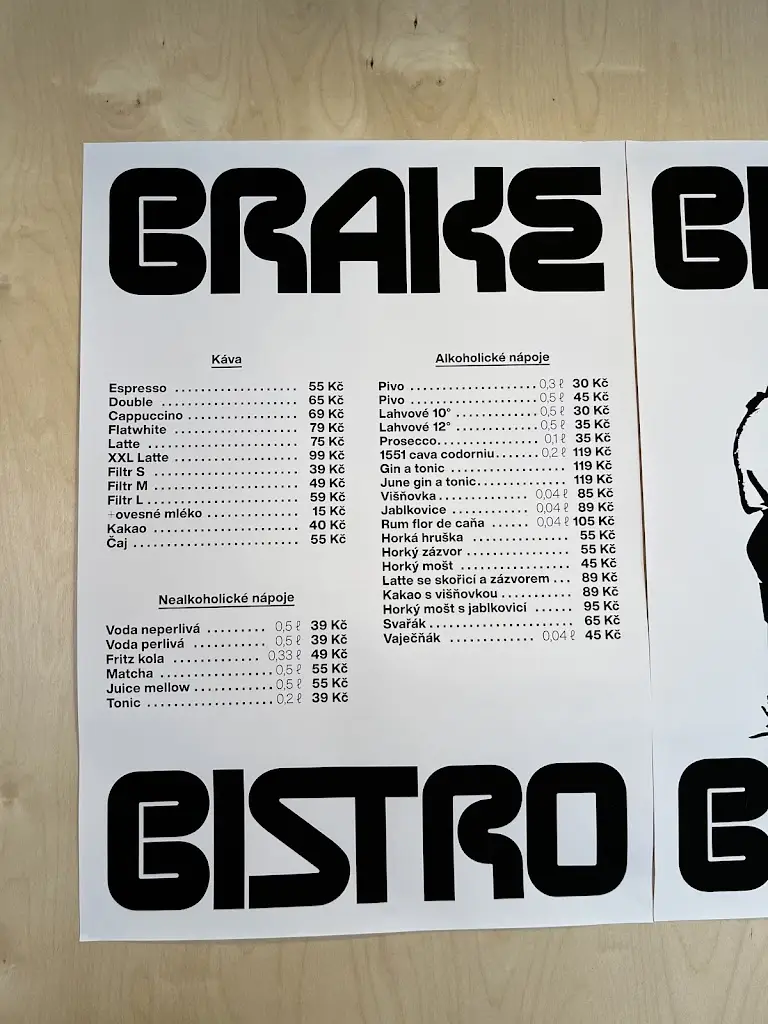 BRAKE
Káva
Espresso ................... 55 Kč
Double ................... 65 Kč
Cappuccino ................. 69 Kč
Flatwhite ................... 79 Kč
Latte ...................... 75 Kč
XXL Latte .................. 99 Kč
Filtr S ..................... 39 Kč
Filtr M ..................... 49 Kč
Filtr L ..................... 59 Kč
+ovesné mléko .............. 15 Kč
Kakao ...................... 40 Kč
Čaj ........................ 55 Kč
Nealkoholické nápoje
Voda neperlivá ......... 0,5 ℓ 39 Kč
Voda perlivá ........... 0,5 ℓ 39 Kč
Fritz kola ............. 0,33 ℓ 49 Kč
Matcha ................. 0,5 ℓ 55 Kč
Juice mellow ............ 0,5 ℓ 55 Kč
Tonic ................... 0,2 ℓ 39 Kč
Alkoholické nápoje
Pivo ................... 0,3 ℓ 30 Kč
Pivo ................... 0,5 ℓ 45 Kč
Lahvové 10° ............ 0,5 ℓ 30 Kč
Lahvové 12° ............ 0,5 ℓ 35 Kč
Prosecco............... 0,1 ℓ 35 Kč
1551 cava codorniu....... 0,2 ℓ 119 Kč
Gin a tonic ................. 119 Kč
June gin a tonic............. 119 Kč
Višňovka............. 0,04 ℓ 85 Kč
Jablkovice ........... 0,04 ℓ 89 Kč
Rum flor de caňa ...... 0,04 ℓ 105 Kč
Horká hruška .............. 55 Kč
Horký zázvor ............... 55 Kč
Horký mošt ................ 45 Kč
Latte se skořicí a zázvorem ... 89 Kč
Kakao s višňovkou .......... 89 Kč
Horký mošt s jablkovicí ...... 95 Kč
Svařák..................... 65 Kč
Vaječňák ............. 0,04 ℓ 45 Kč
BISTRO